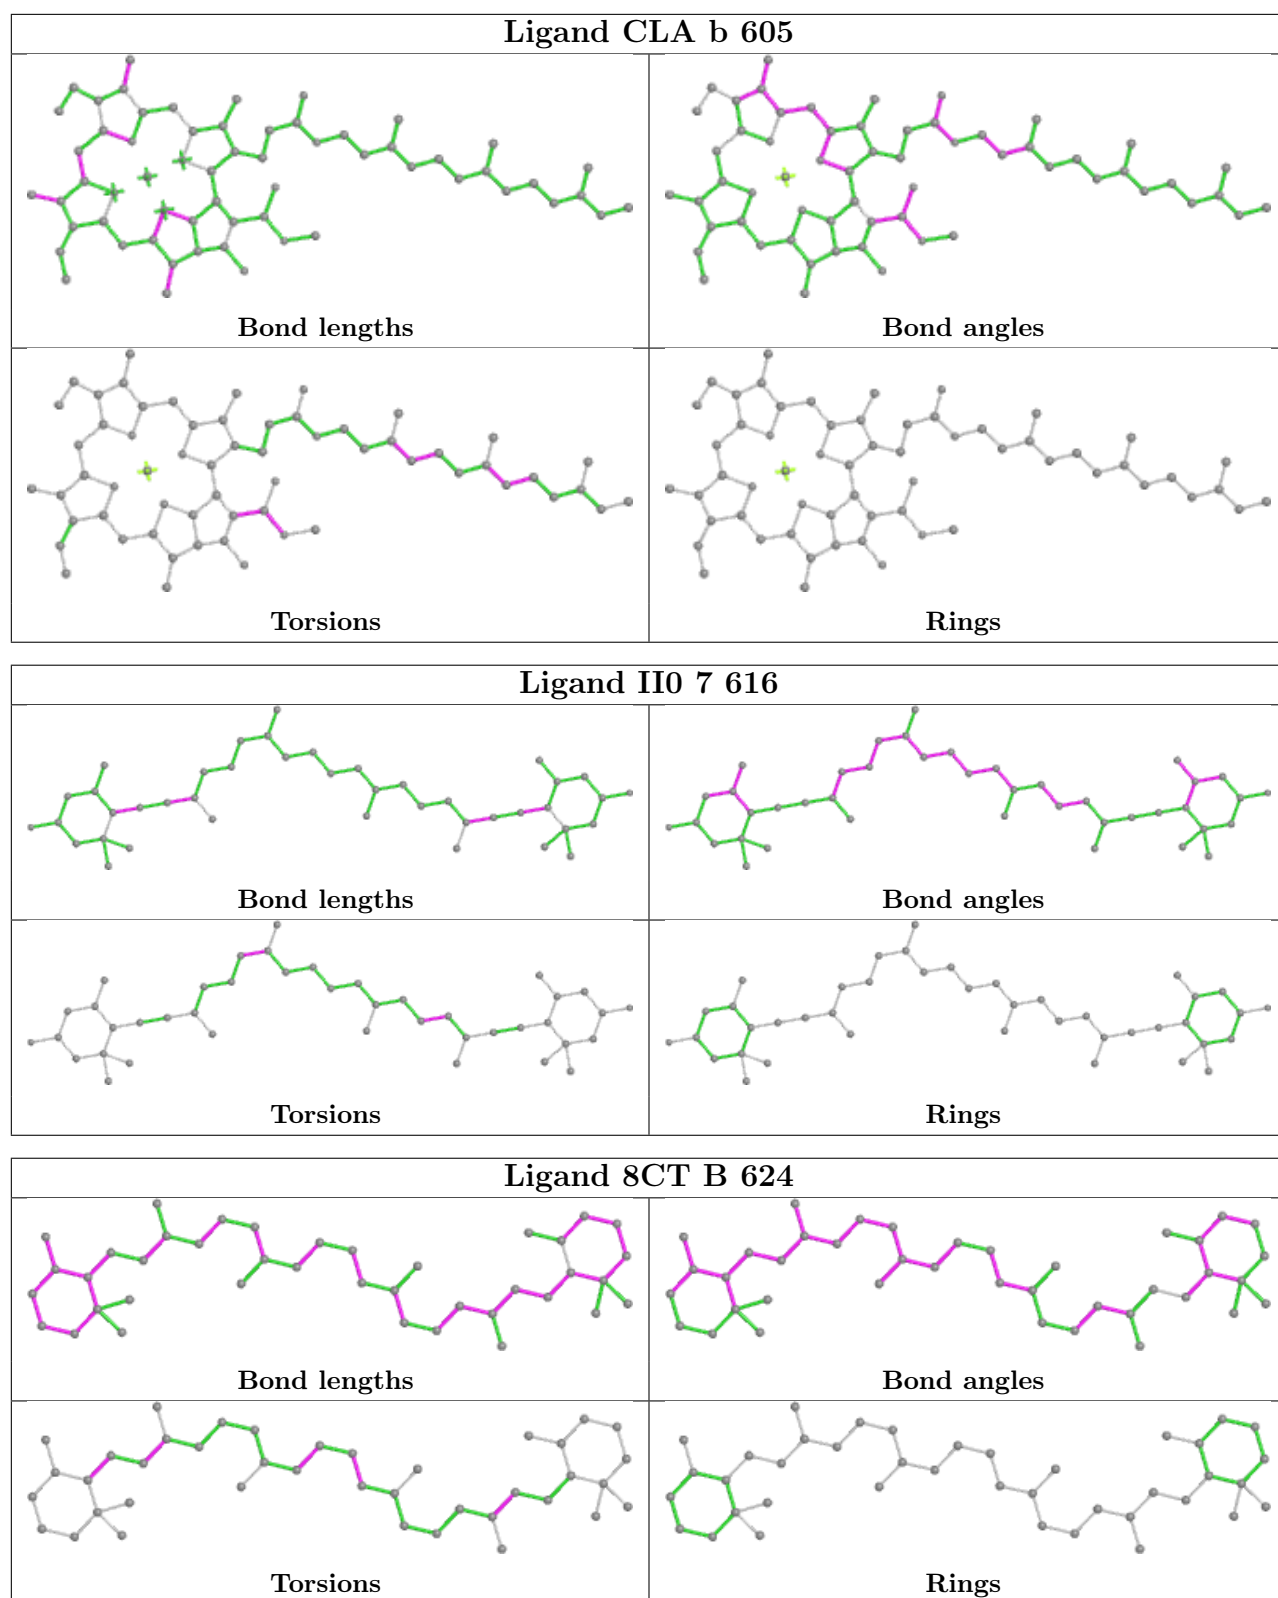 Ligand CLA b 605
Bond lengths
Bond angles
Torsions
Rings
Ligand II0 7 616
Bond lengths
Bond angles
Torsions
Rings
Ligand 8CT B 624
Bond lengths
Bond angles
Torsions
Rings